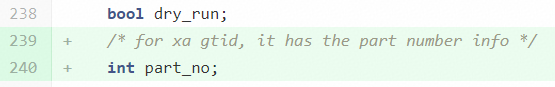 238 bool dry_run;
239 + /* for xa gtid, it has the part number info */
240 + int part_no;